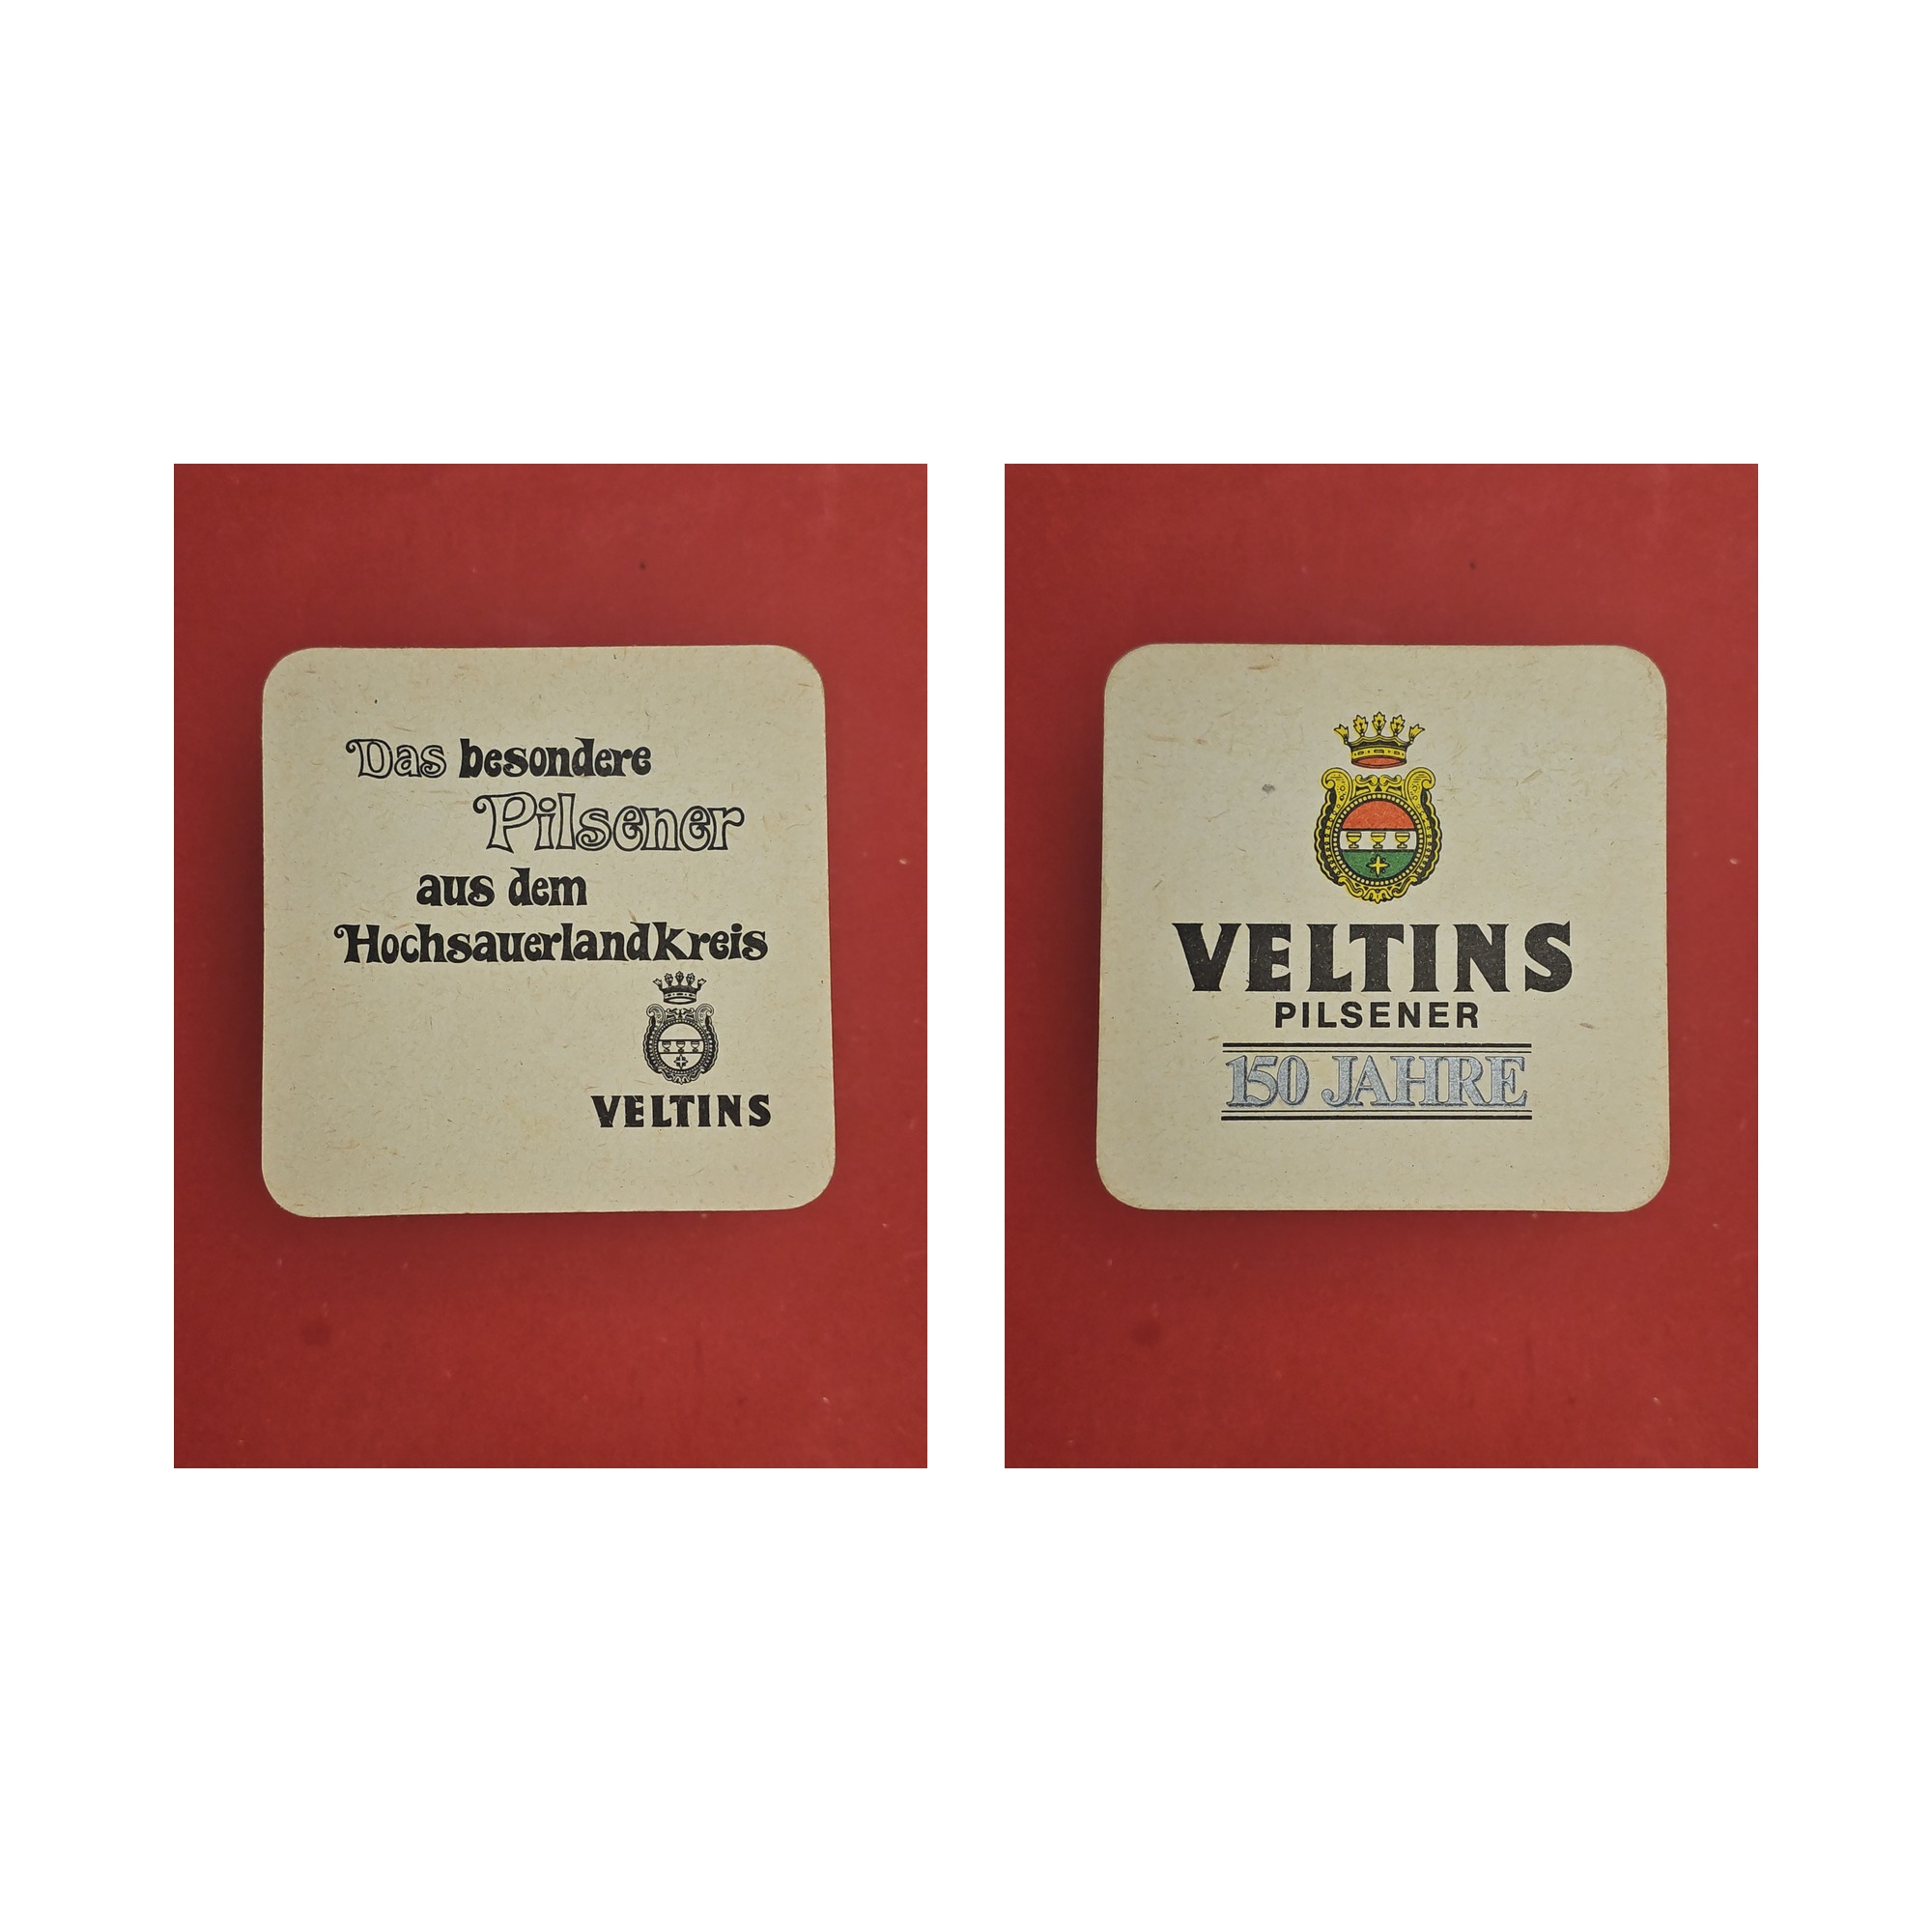 Das besondere
Pilsener
aus dem
Hochsauerlandkreis
VELTINS
VELTINS
PILSENER
150 JAHRE